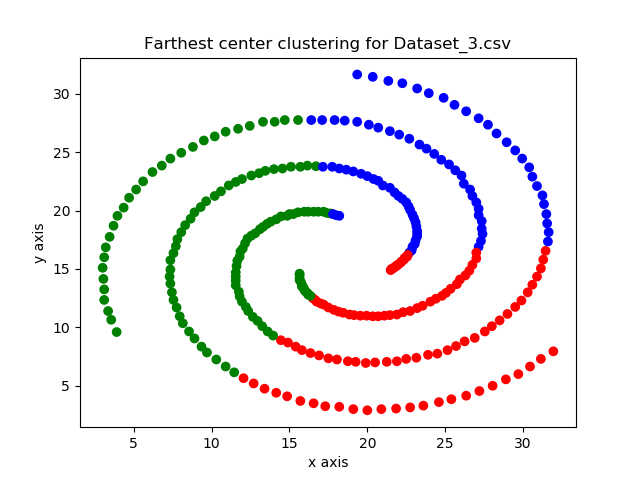 Farthest center clustering for Dataset_3.csv
30
25
20
15
10
5
y axis
5 10 15 20 25 30
x axis